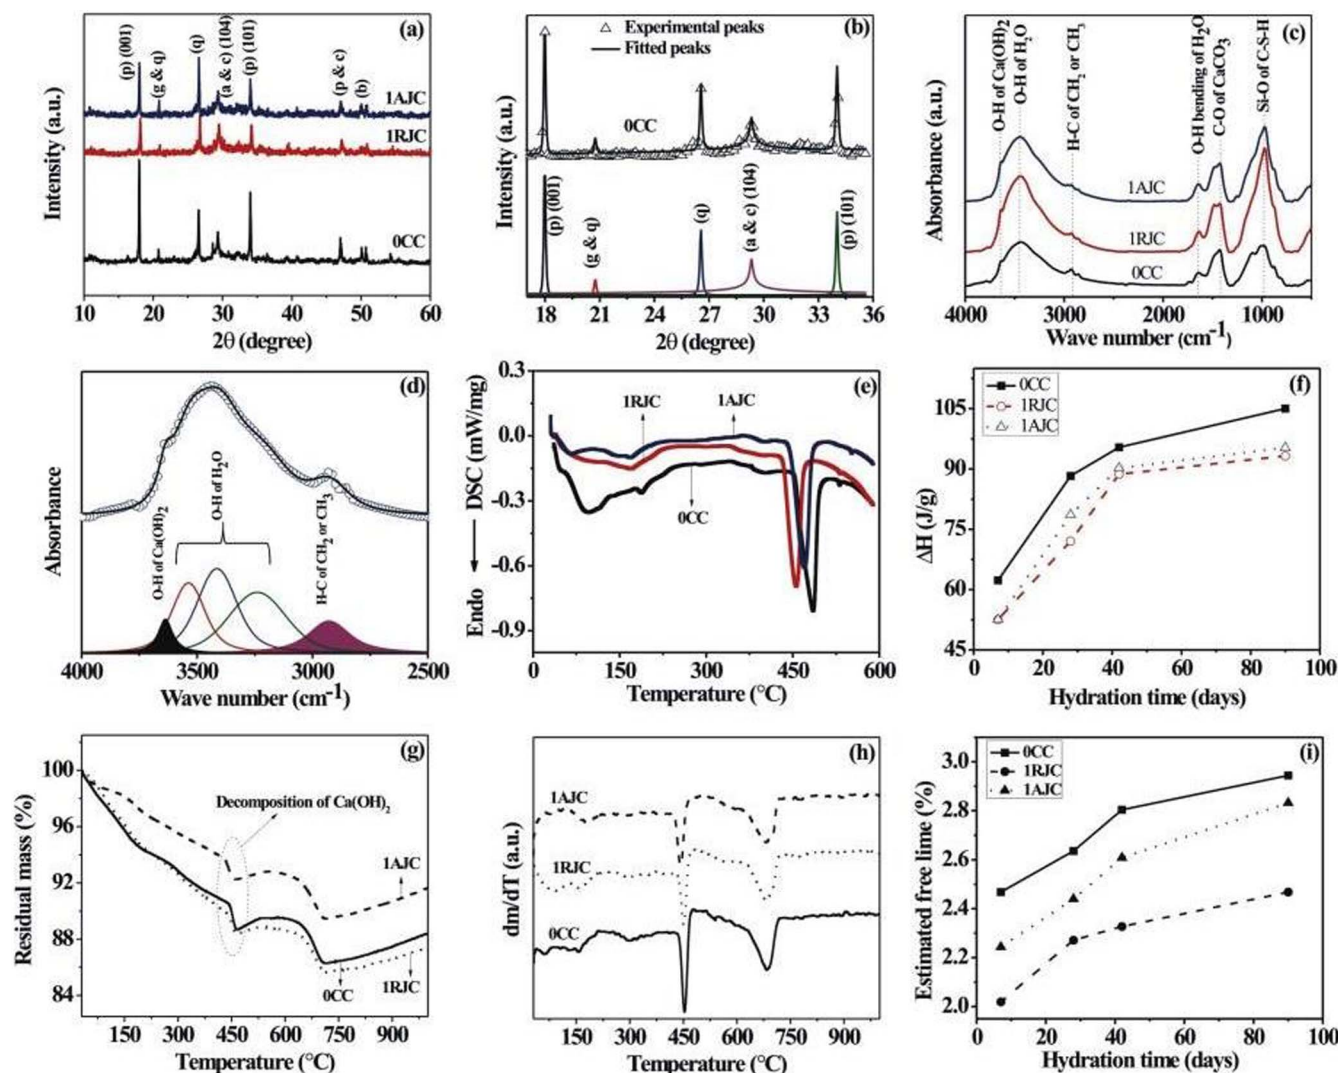 (a)
(p) (001)
(g & q)
(q)
(a & c) (104)
(p) (101)
(p & c)
(b)
1AJC
1RJC
0CC
Intensity (a.u.)
10 20 30 40 50 60
2θ (degree)
(b)
Experimental peaks
Fitted peaks
0CC
(p) (001)
(g & q)
(q)
(a & c) (104)
(p) (101)
Intensity (a.u.)
18 21 24 27 30 33 36
2θ (degree)
(c)
O-H of Ca(OH)2
O-H of H2O
H-C of CH2 or CH3
O-H bending of H2O
C-O of CaCO3
Si-O of C-S-H
1AJC
1RJC
0CC
Absorbance (a.u.)
4000 3000 2000 1000
Wave number (cm-1)
(d)
O-H of Ca(OH)2
O-H of H2O
H-C of CH2 or CH3
Absorbance
4000 3500 3000 2500
Wave number (cm-1)
(e)
0.3
0.0
-0.3
-0.6
-0.9
1RJC
1AJC
0CC
Endo
DSC (mW/mg)
0 150 300 450 600
Temperature (°C)
(f)
0CC
1RJC
1AJC
105
90
75
60
45
ΔH (J/g)
0 20 40 60 80 100
Hydration time (days)
(g)
100
96
92
88
84
Decomposition of Ca(OH)2
1AJC
0CC
1RJC
Residual mass (%)
150 300 450 600 750 900
Temperature (°C)
(h)
1AJC
1RJC
0CC
dm/dT (a.u.)
150 300 450 600 750 900
Temperature (°C)
(i)
0CC
1RJC
1AJC
3.0
2.8
2.6
2.4
2.2
2.0
Estimated free lime (%)
0 20 40 60 80 100
Hydration time (days)